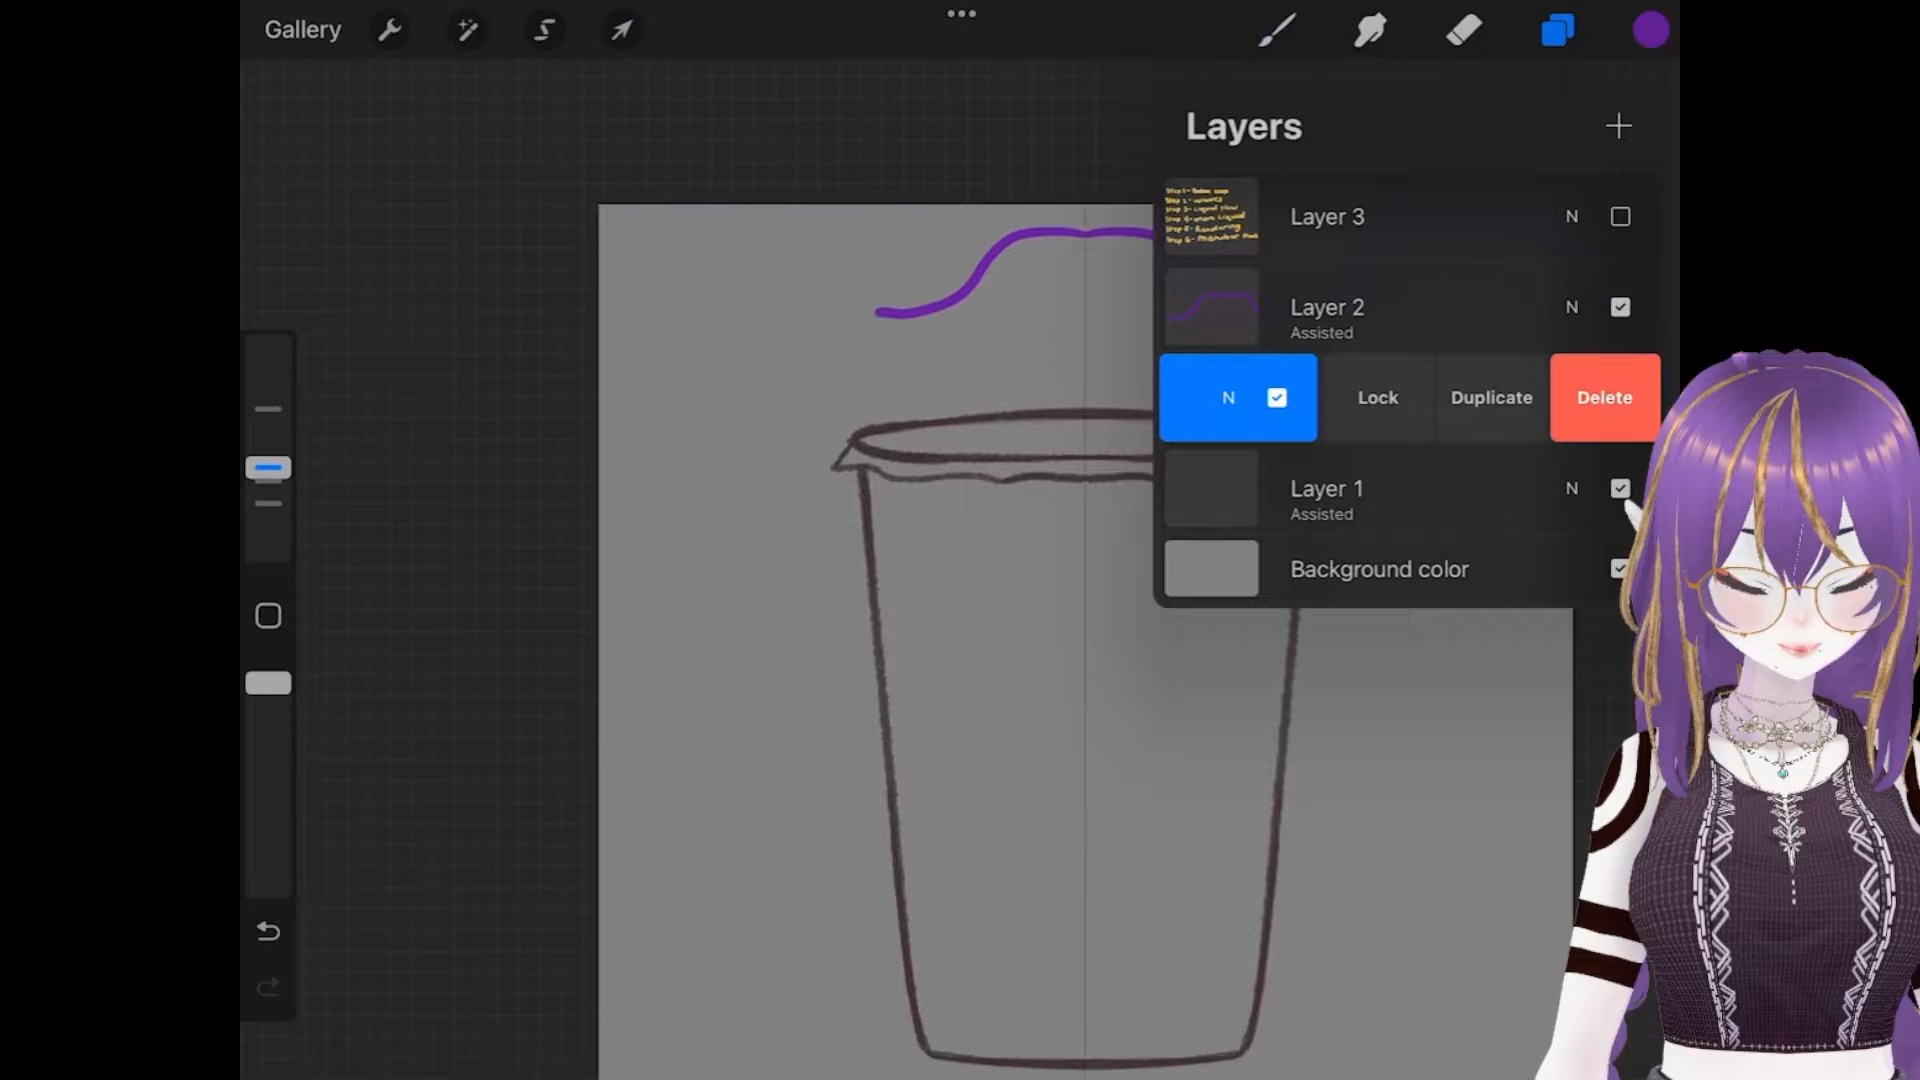 Gallery
Layers
Layer 3
N
Layer 2
N
Assisted
N
Lock
Duplicate
Delete
Layer 1
N
Assisted
Background color